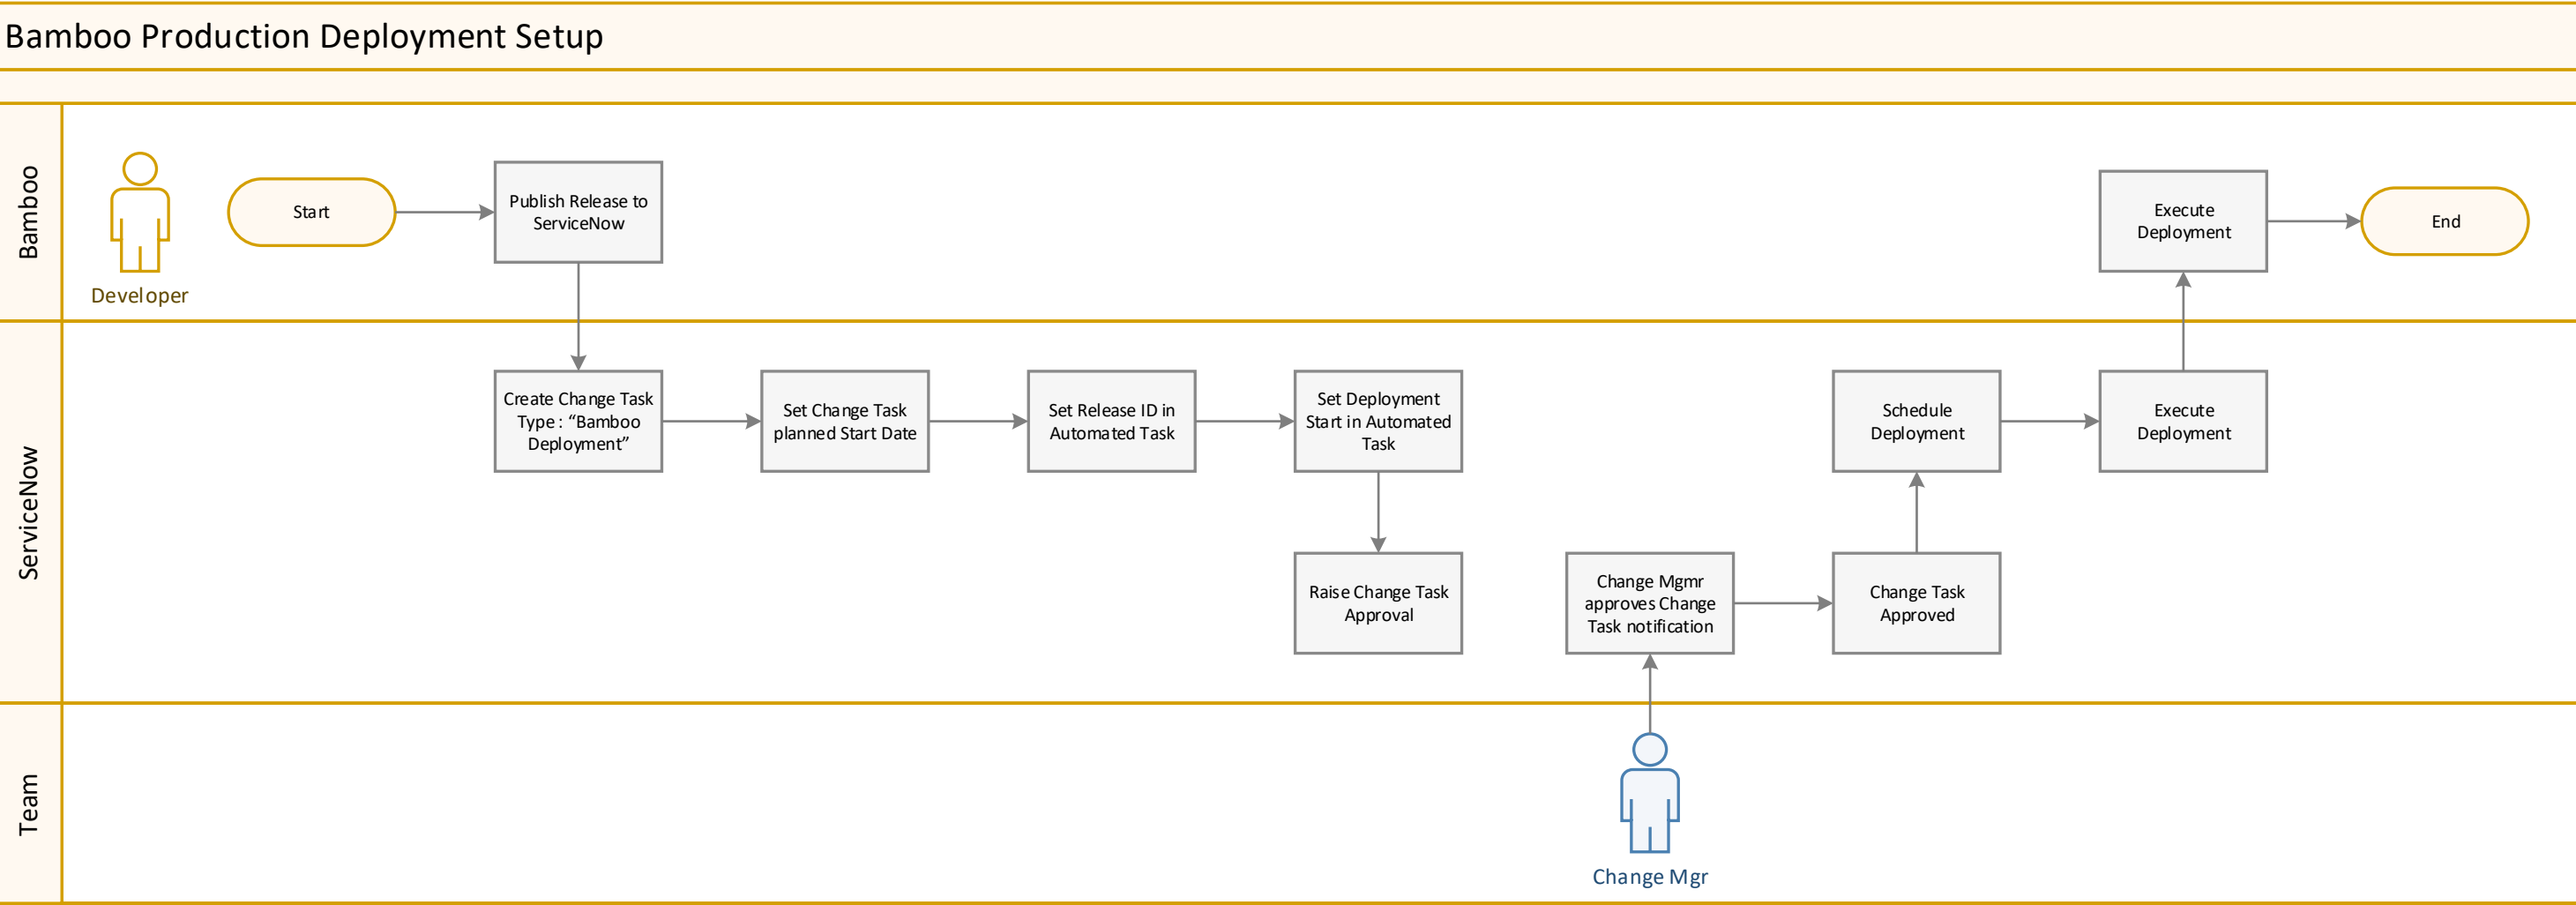 Bamboo Production Deployment Setup
Bamboo
Developer
Start
Publish Release to
ServiceNow
Execute
Deployment
End
ServiceNow
Create Change Task
Type : “Bamboo
Deployment”
Set Change Task
planned Start Date
Set Release ID in
Automated Task
Set Deployment
Start in Automated
Task
Schedule
Deployment
Execute
Deployment
Raise Change Task
Approval
Change Mgmr
approves Change
Task notification
Change Task
Approved
Team
Change Mgr